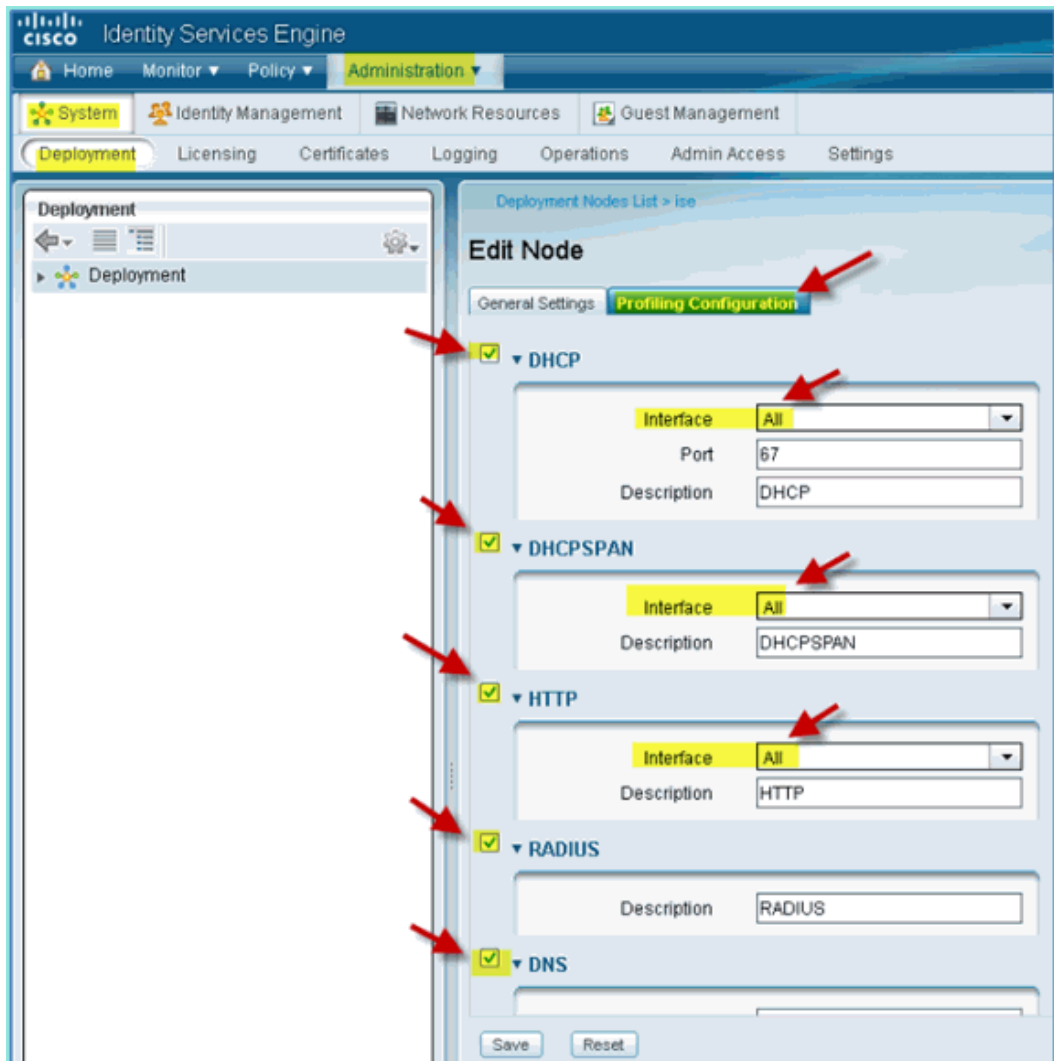 CISCO Identity Services Engine
Home Monitor Policy Administration
System Identity Management Network Resources Guest Management
Deployment Licensing Certificates Logging Operations Admin Access Settings
Deployment
Deployment
Deployment Nodes List > ise
Edit Node
General Settings Profiling Configuration
DHCP
Interface All
Port 67
Description DHCP
DHCPSPAN
Interface All
Description DHCPSPAN
HTTP
Interface All
Description HTTP
RADIUS
Description RADIUS
DNS
Save Reset